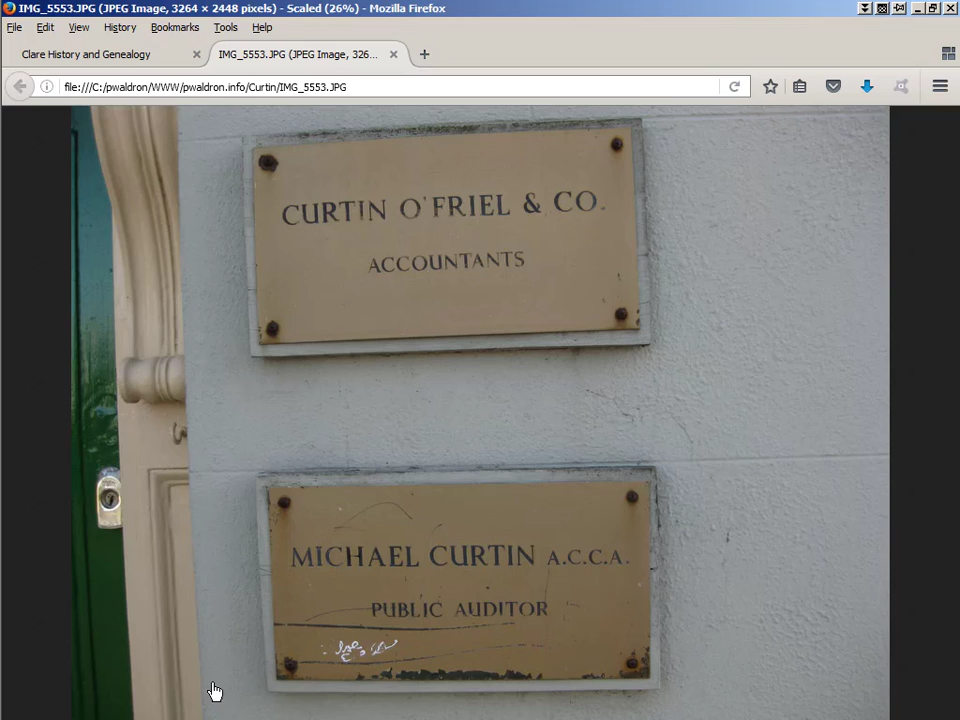 IMG_5553.JPG (JPEG Image, 3264 × 2448 pixels) - Scaled (26%) - Mozilla Firefox
File Edit View History Bookmarks Tools Help
Clare History and Genealogy
IMG_5553.JPG (JPEG Image, 326...
file:///C:/pwaldron/WWW/pwaldron.info/Curtin/IMG_5553.JPG
CURTIN O'FRIEL & CO.
ACCOUNTANTS
MICHAEL CURTIN A.C.C.A.
PUBLIC AUDITOR